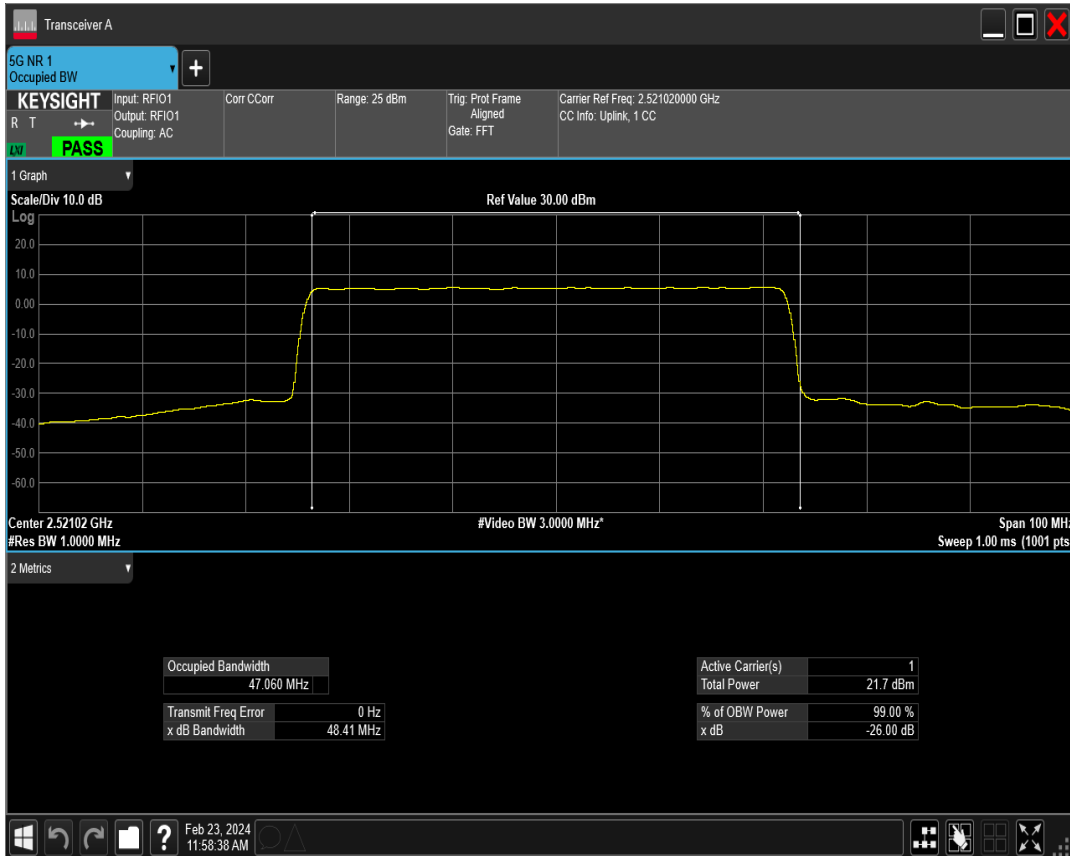 Transceiver A
5G NR 1
Occupied BW
KEYSIGHT
R T
LXI
PASS
Input: RFIO1
Output: RFIO1
Coupling: AC
Corr CCorr
Range: 25 dBm
Trig: Prot Frame
Aligned
Gate: FFT
Carrier Ref Freq: 2.521020000 GHz
CC Info: Uplink, 1 CC
1 Graph
Scale/Div 10.0 dB
Ref Value 30.00 dBm
Log
20.0
10.0
0.00
-10.0
-20.0
-30.0
-40.0
-50.0
-60.0
Center 2.52102 GHz
#Video BW 3.0000 MHz*
Span 100 MHz
#Res BW 1.0000 MHz
Sweep 1.00 ms (1001 pts
2 Metrics
Occupied Bandwidth
47.060 MHz
Transmit Freq Error 0 Hz
x dB Bandwidth 48.41 MHz
Active Carrier(s) 1
Total Power 21.7 dBm
% of OBW Power 99.00 %
x dB -26.00 dB
?
Feb 23, 2024
11:58:38 AM